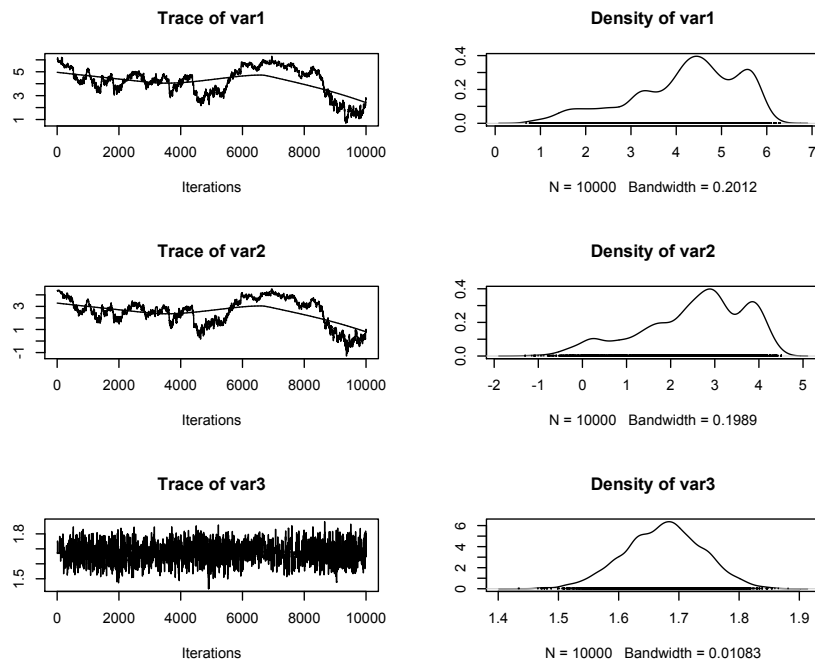 Trace of var1
5
3
1
0 2000 4000 6000 8000 10000
Iterations
Density of var1
0.4
0.2
0.0
0 1 2 3 4 5 6 7
N = 10000 Bandwidth = 0.2012
Trace of var2
3
1
-1
0 2000 4000 6000 8000 10000
Iterations
Density of var2
0.4
0.2
0.0
-2 -1 0 1 2 3 4 5
N = 10000 Bandwidth = 0.1989
Trace of var3
1.8
1.5
0 2000 4000 6000 8000 10000
Iterations
Density of var3
6
4
2
0
1.4 1.5 1.6 1.7 1.8 1.9
N = 10000 Bandwidth = 0.01083